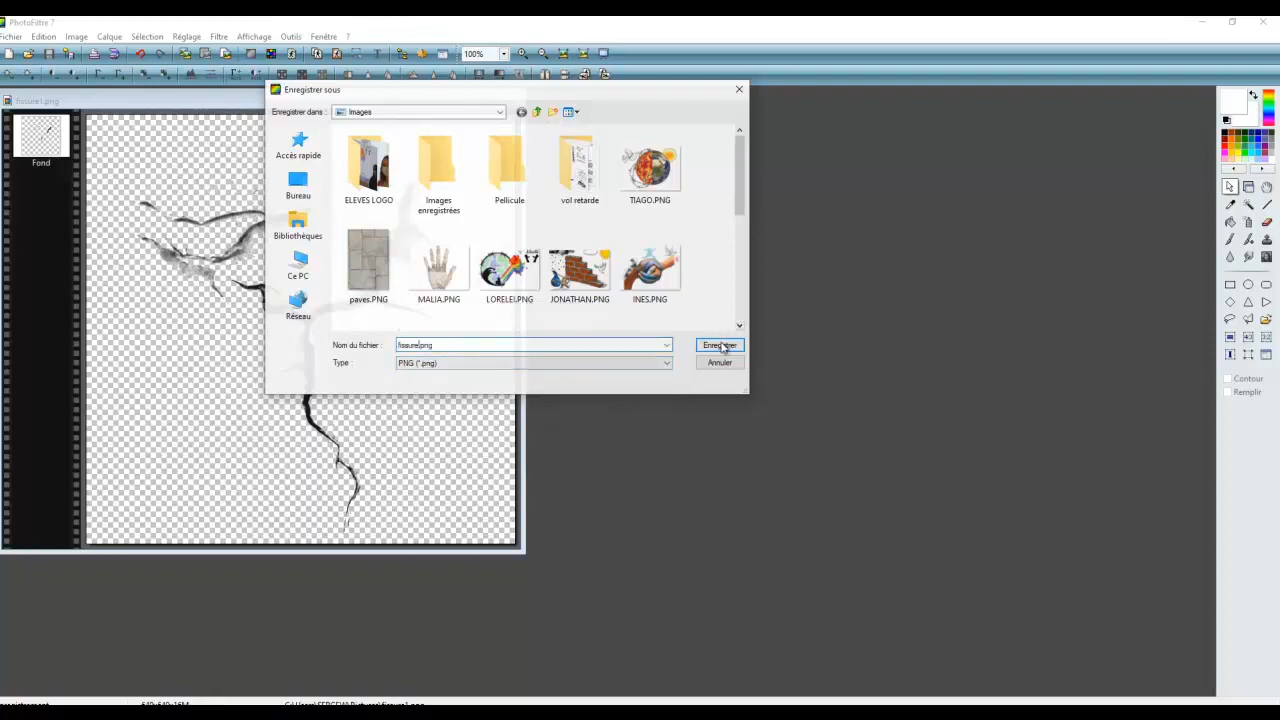 PhotoFiltre 7
Fichier Edition Image Calque Sélection Réglage Filtre Affichage Outils Fenêtre ?
100%
fissure1.png
Fond
Enregistrer sous
Enregistrer dans : Images
Accès rapide
Bureau
Bibliothèques
Ce PC
Réseau
ELEVES LOGO
Images enregistrées
Pellicule
vol retarde
TIAGO.PNG
paves.PNG
MALIA.PNG
LORELEI.PNG
JONATHAN.PNG
INES.PNG
Nom du fichier : fissure.png
Enregistrer
Type : PNG (*.png)
Annuler
Contour
Remplir